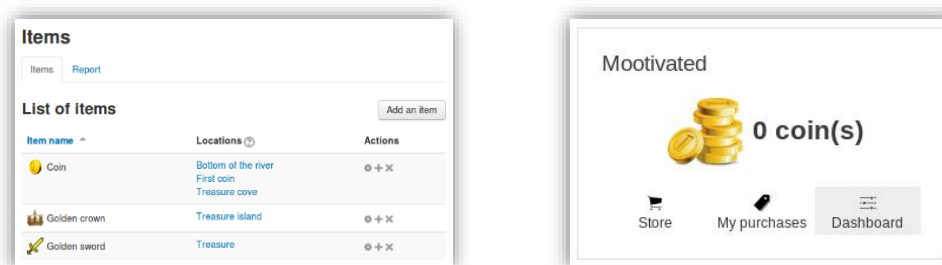 Items
Items Report
List of items
Add an item
Item name Locations Actions
Coin Bottom of the river
First coin
Treasure cove
Golden crown Treasure island
Golden sword Treasure
Mootivated
0 coin(s)
Store My purchases Dashboard